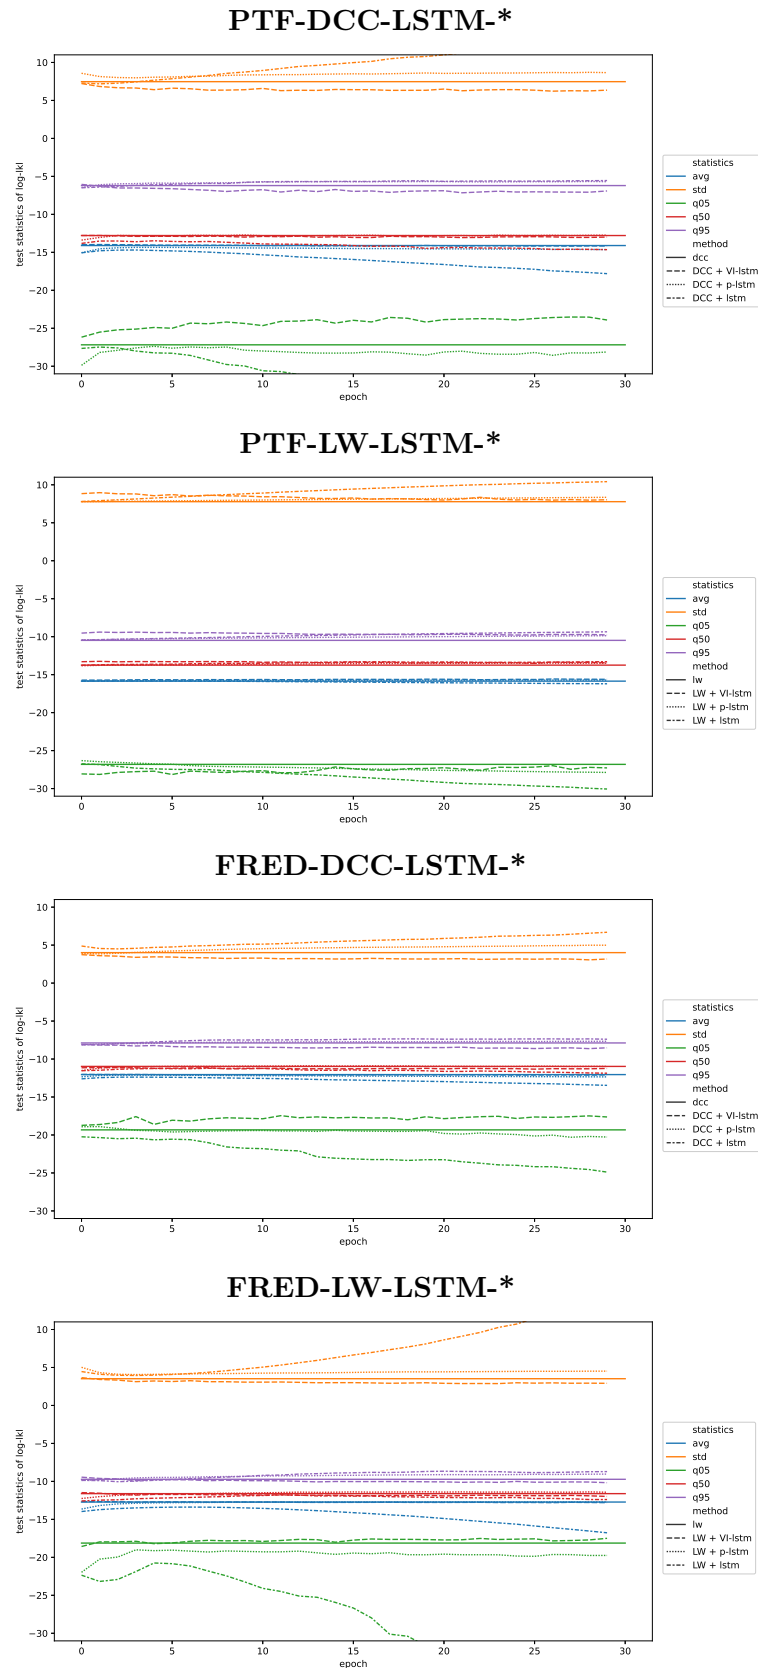 PTF-DCC-LSTM-*
10
5
0
−5
−10
−15
−20
−25
−30
test statistics of log-lkl
0 5 10 15 20 25 30
epoch
statistics
avg
std
q05
q50
q95
method
dcc
DCC + VI-lstm
DCC + p-lstm
DCC + lstm
PTF-LW-LSTM-*
10
5
0
−5
−10
−15
−20
−25
−30
test statistics of log-lkl
0 5 10 15 20 25 30
epoch
statistics
avg
std
q05
q50
q95
method
lw
LW + VI-lstm
LW + p-lstm
LW + lstm
FRED-DCC-LSTM-*
10
5
0
−5
−10
−15
−20
−25
−30
test statistics of log-lkl
0 5 10 15 20 25 30
epoch
statistics
avg
std
q05
q50
q95
method
dcc
DCC + VI-lstm
DCC + p-lstm
DCC + lstm
FRED-LW-LSTM-*
10
5
0
−5
−10
−15
−20
−25
−30
test statistics of log-lkl
0 5 10 15 20 25 30
epoch
statistics
avg
std
q05
q50
q95
method
lw
LW + VI-lstm
LW + p-lstm
LW + lstm